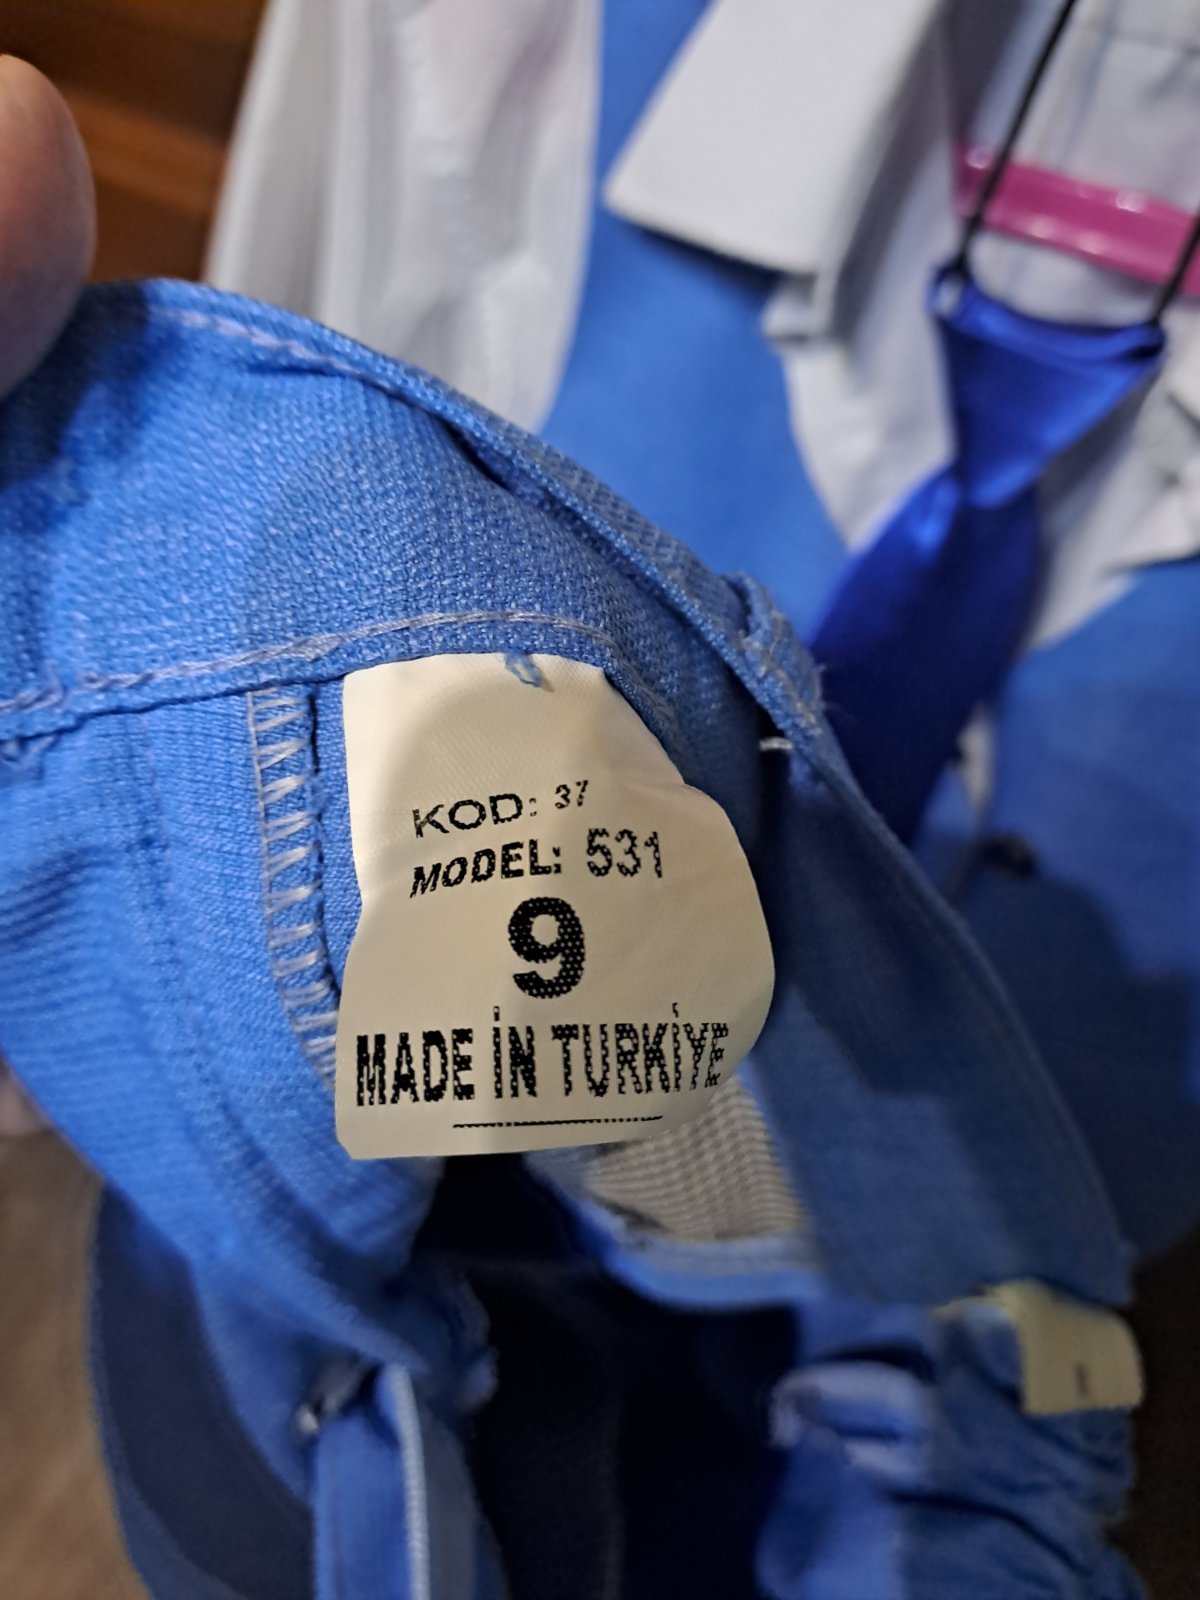 KOD: 37
MODEL: 531
9
MADE İN TURKİYE